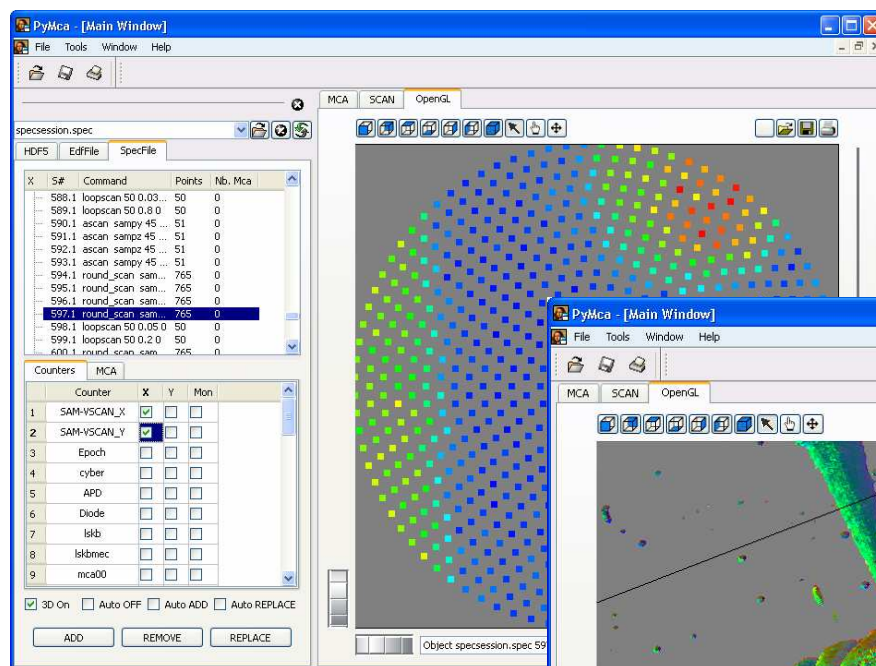 PyMca - [Main Window]
File Tools Window Help
specsession.spec
HDF5 EdfFile SpecFile
X S# Command Points Nb. Mca
588.1 loopscan 50 0.03... 50 0
589.1 loopscan 50 0.8 0 50 0
590.1 ascan sampy 45 ... 51 0
591.1 ascan sampz 45 ... 51 0
592.1 ascan sampz 45 ... 51 0
593.1 ascan sampy 45 ... 51 0
594.1 round_scan sam... 765 0
595.1 round_scan sam... 765 0
596.1 round_scan sam... 765 0
597.1 round_scan sam... 765 0
598.1 loopscan 50 0.05 0 50 0
599.1 loopscan 50 0.2 0 50 0
600.1 round_scan sam... 765 0
Counters MCA
Counter X Y Mon
1 SAM-VSCAN_X
2 SAM-VSCAN_Y
3 Epoch
4 cyber
5 APD
6 Diode
7 lskb
8 lskbmec
9 mca00
3D On Auto OFF Auto ADD Auto REPLACE
ADD REMOVE REPLACE
MCA SCAN OpenGL
Object specsession.spec 59
PyMca - [Main Window]
File Tools Window Help
MCA SCAN OpenGL